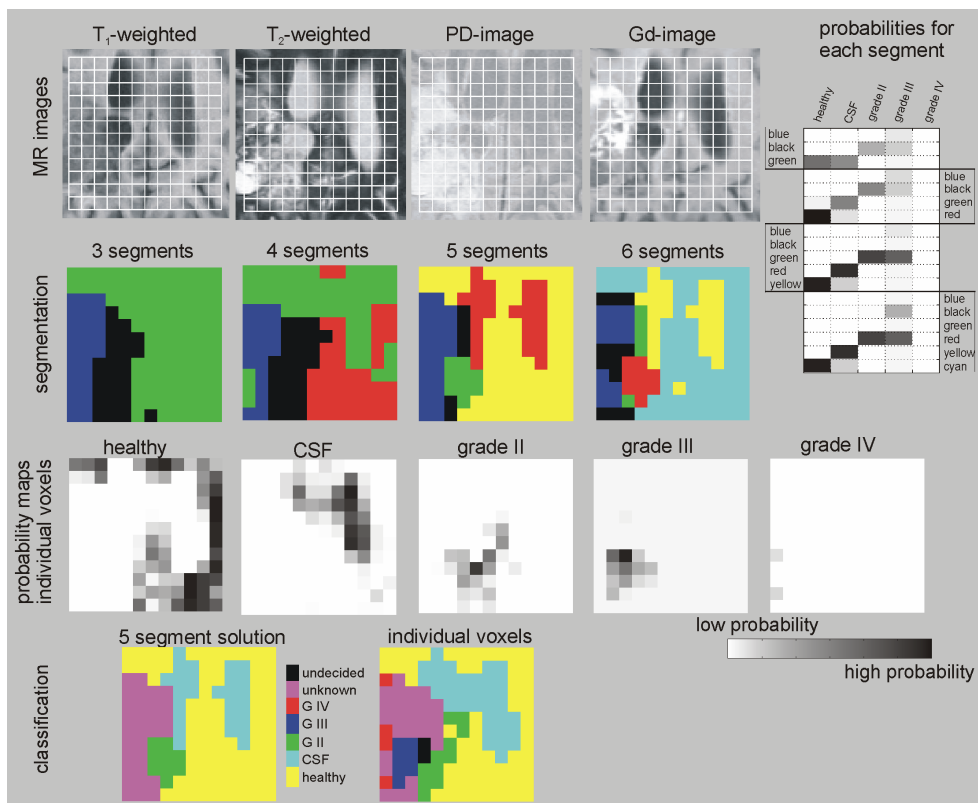 T1-weighted
T2-weighted
PD-image
Gd-image
probabilities for
each segment
MR images
healthy
CSF
grade II
grade III
grade IV
blue
black
green
blue
black
green
red
blue
black
green
red
yellow
blue
black
green
red
yellow
cyan
3 segments
4 segments
5 segments
6 segments
segmentation
healthy
CSF
grade II
grade III
grade IV
probability maps
individual voxels
low probability
high probability
5 segment solution
individual voxels
classification
undecided
unknown
G IV
G III
G II
CSF
healthy